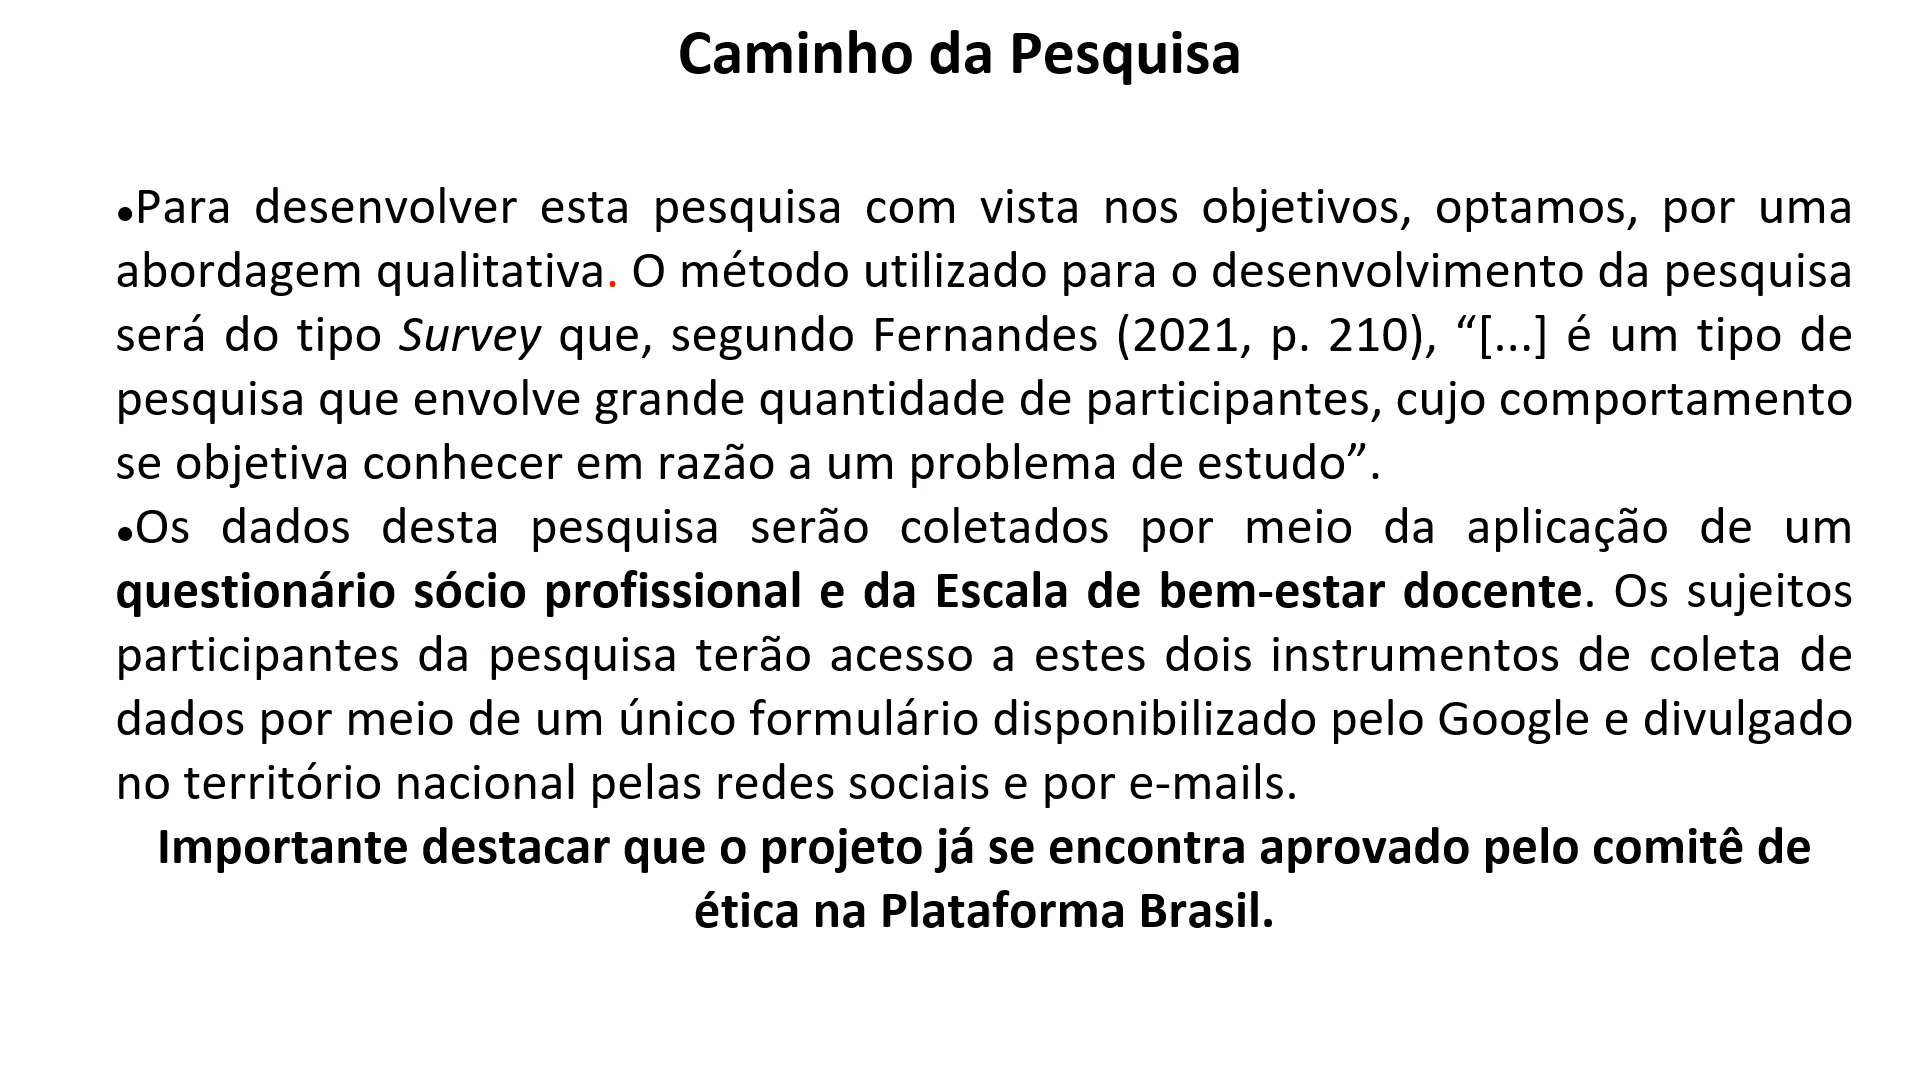 Caminho da Pesquisa
●Para desenvolver esta pesquisa com vista nos objetivos, optamos, por uma
abordagem qualitativa. O método utilizado para o desenvolvimento da pesquisa
será do tipo Survey que, segundo Fernandes (2021, p. 210), “[...] é um tipo de
pesquisa que envolve grande quantidade de participantes, cujo comportamento
se objetiva conhecer em razão a um problema de estudo”.
●Os dados desta pesquisa serão coletados por meio da aplicação de um
questionário sócio profissional e da Escala de bem-estar docente. Os sujeitos
participantes da pesquisa terão acesso a estes dois instrumentos de coleta de
dados por meio de um único formulário disponibilizado pelo Google e divulgado
no território nacional pelas redes sociais e por e-mails.
Importante destacar que o projeto já se encontra aprovado pelo comitê de
ética na Plataforma Brasil.